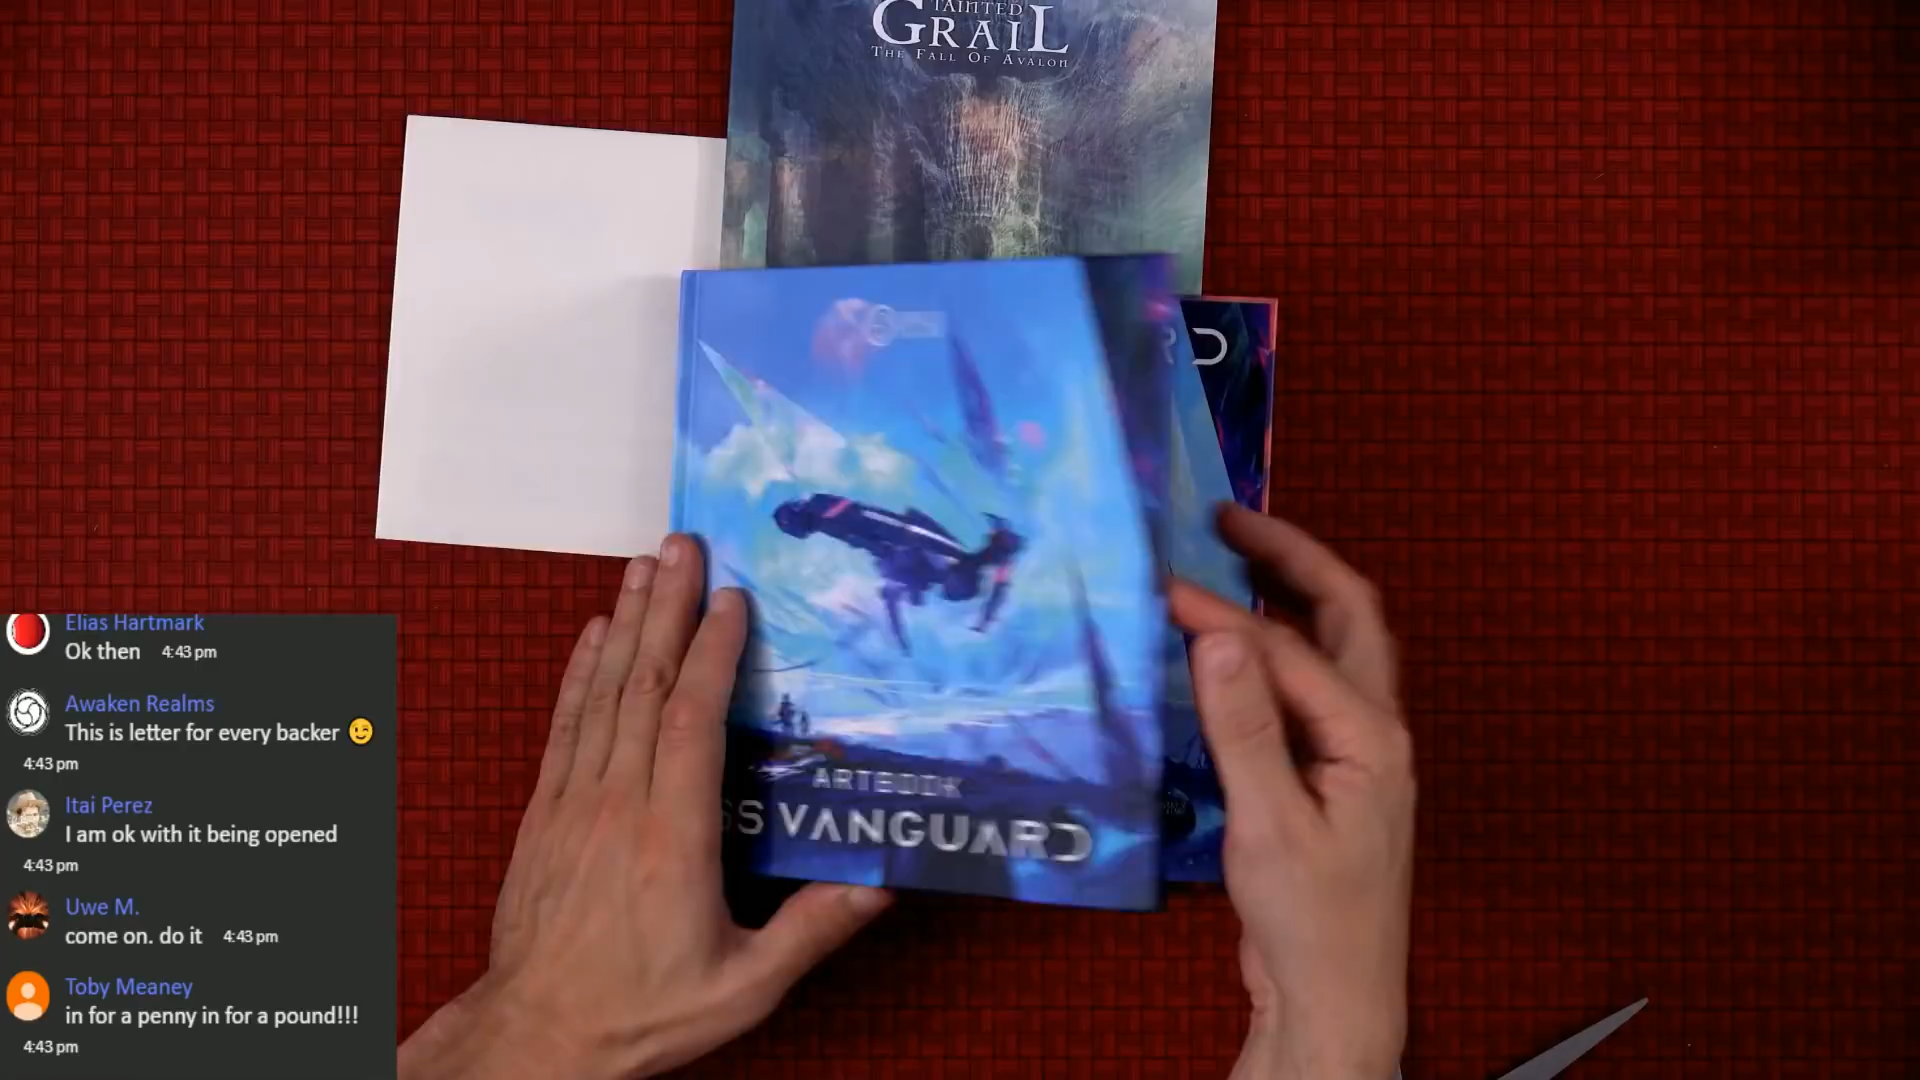 TAINTED
GRAIL
THE FALL OF AVALON
RD
ARTBOOK
SS VANGUARD
Elias Hartmark
Ok then 4:43 pm
Awaken Realms
This is letter for every backer 😉
4:43 pm
Itai Perez
I am ok with it being opened
4:43 pm
Uwe M.
come on. do it 4:43 pm
Toby Meaney
in for a penny in for a pound!!!
4:43 pm